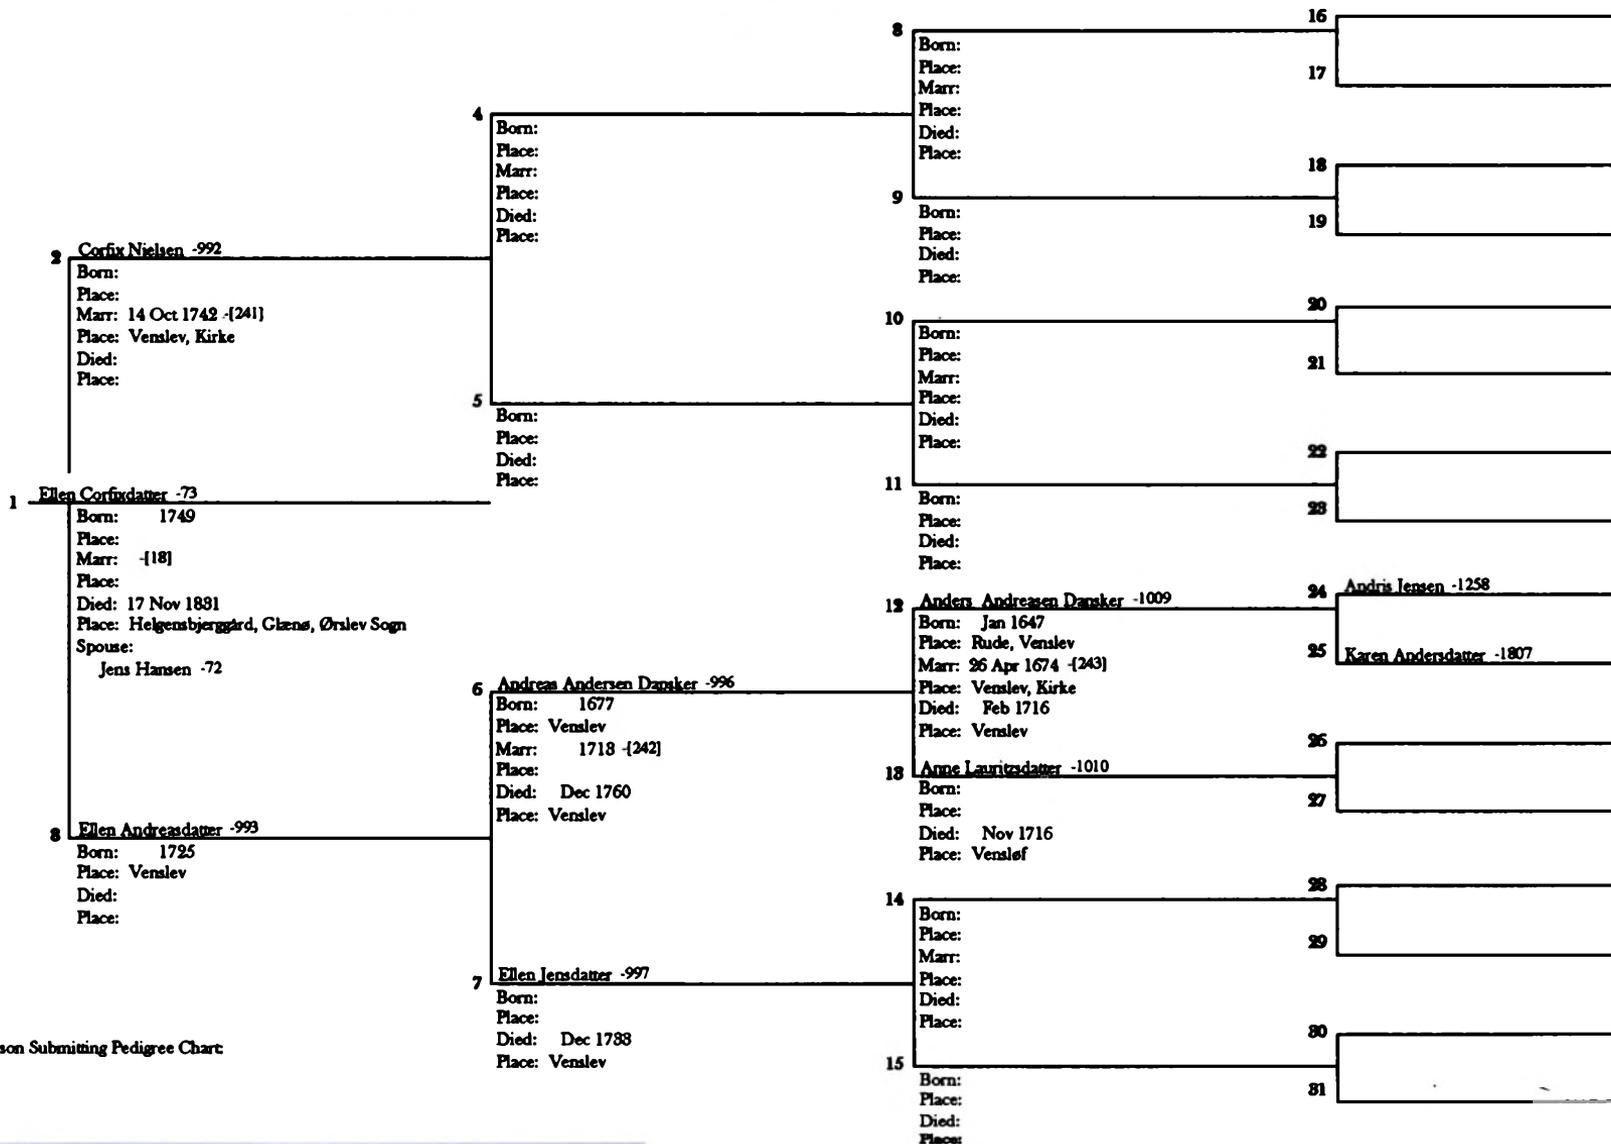 2 Corfix Nielsen -992
Born:
Place:
Marr: 14 Oct 1742 -[241]
Place: Venslev, Kirke
Died:
Place:
1 Ellen Corfixdatter -73
Born: 1749
Place:
Marr: -[18]
Place:
Died: 17 Nov 1831
Place: Helgensbjerggård, Glænø, Ørslev Sogn
Spouse:
Jens Hansen -72
3 Ellen Andreasdatter -993
Born: 1725
Place: Venslev
Died:
Place:
son Submitting Pedigree Chart:
4
Born:
Place:
Marr:
Place:
Died:
Place:
5
Born:
Place:
Died:
Place:
6 Andreas Andersen Dansker -996
Born: 1677
Place: Venslev
Marr: 1718 -[242]
Place:
Died: Dec 1760
Place: Venslev
7 Ellen Jensdatter -997
Born:
Place:
Died: Dec 1733
Place: Venslev
8
Born:
Place:
Marr:
Place:
Died:
Place:
9
Born:
Place:
Died:
Place:
10
Born:
Place:
Marr:
Place:
Died:
Place:
11
Born:
Place:
Died:
Place:
12 Anders Andreasen Dansker -1009
Born: Jan 1647
Place: Rude, Venslev
Marr: 26 Apr 1674 -[243]
Place: Venslev, Kirke
Died: Feb 1716
Place: Venslev
13 Anne Lauritzsdatter -1010
Born:
Place:
Died: Nov 1716
Place: Vensløf
14
Born:
Place:
Marr:
Place:
Died:
Place:
15
Born:
Place:
Died:
Place:
16
17
18
19
20
21
22
23
24 Andris Jensen -1258
25 Karen Andersdatter -1807
26
27
28
29
30
31